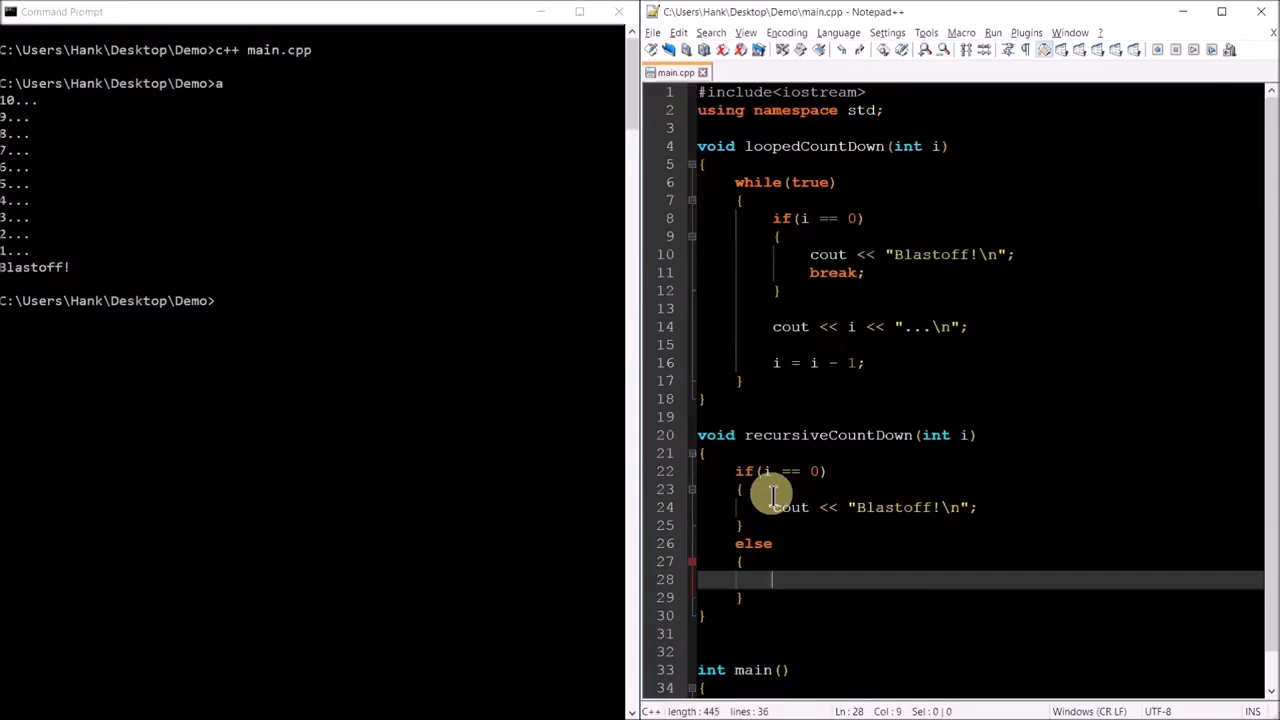 Command Prompt
C:\Users\Hank\Desktop\Demo>c++ main.cpp
C:\Users\Hank\Desktop\Demo>a
10...
9...
8...
7...
6...
5...
4...
3...
2...
1...
Blastoff!
C:\Users\Hank\Desktop\Demo>
C:\Users\Hank\Desktop\Demo\main.cpp - Notepad++
File Edit Search View Encoding Language Settings Tools Macro Run Plugins Window ? X
main.cpp
1 #include<iostream>
2 using namespace std;
3
4 void loopedCountDown(int i)
5 {
6 while(true)
7 {
8 if(i == 0)
9 {
10 cout << "Blastoff!\n";
11 break;
12 }
13
14 cout << i << "...\n";
15
16 i = i - 1;
17 }
18 }
19
20 void recursiveCountDown(int i)
21 {
22 if(i == 0)
23 {
24 cout << "Blastoff!\n";
25 }
26 else
27 {
28
29 }
30 }
31
32
33 int main()
34 {
C++ length : 445 lines : 36 Ln : 28 Col : 9 Sel : 0 | 0 Windows (CR LF) UTF-8 INS